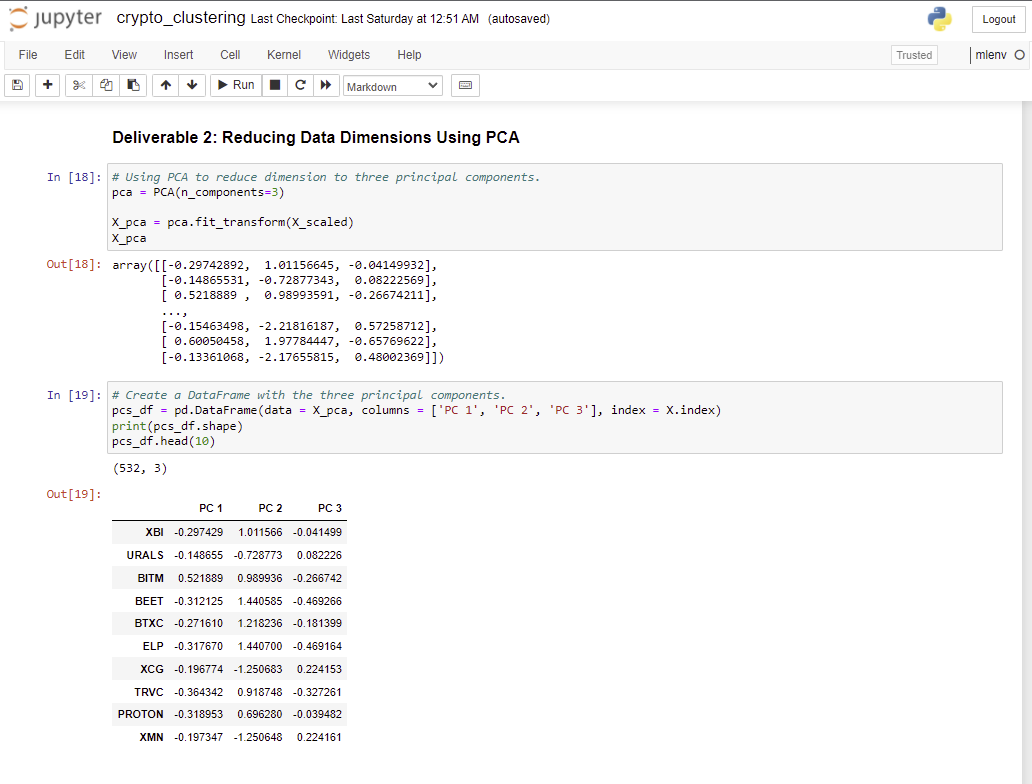 jupyter crypto_clustering Last Checkpoint: Last Saturday at 12:51 AM (autosaved) Logout
File Edit View Insert Cell Kernel Widgets Help Trusted mlenv
Run Markdown
Deliverable 2: Reducing Data Dimensions Using PCA
In [18]: # Using PCA to reduce dimension to three principal components.
pca = PCA(n_components=3)
X_pca = pca.fit_transform(X_scaled)
X_pca
Out[18]: array([[-0.29742892, 1.01156645, -0.04149932],
[-0.14865531, -0.72877343, 0.08222569],
[ 0.5218889 , 0.98993591, -0.26674211],
...,
[-0.15463498, -2.21816187, 0.57258712],
[ 0.60050458, 1.97784447, -0.65769622],
[-0.13361068, -2.17655815, 0.48002369]])
In [19]: # Create a DataFrame with the three principal components.
pcs_df = pd.DataFrame(data = X_pca, columns = ['PC 1', 'PC 2', 'PC 3'], index = X.index)
print(pcs_df.shape)
pcs_df.head(10)
(532, 3)
Out[19]:
PC 1 PC 2 PC 3
XBI -0.297429 1.011566 -0.041499
URALS -0.148655 -0.728773 0.082226
BITM 0.521889 0.989936 -0.266742
BEET -0.312125 1.440585 -0.469266
BTXC -0.271610 1.218236 -0.181399
ELP -0.317670 1.440700 -0.469164
XCG -0.196774 -1.250683 0.224153
TRVC -0.364342 0.918748 -0.327261
PROTON -0.318953 0.696280 -0.039482
XMN -0.197347 -1.250648 0.224161